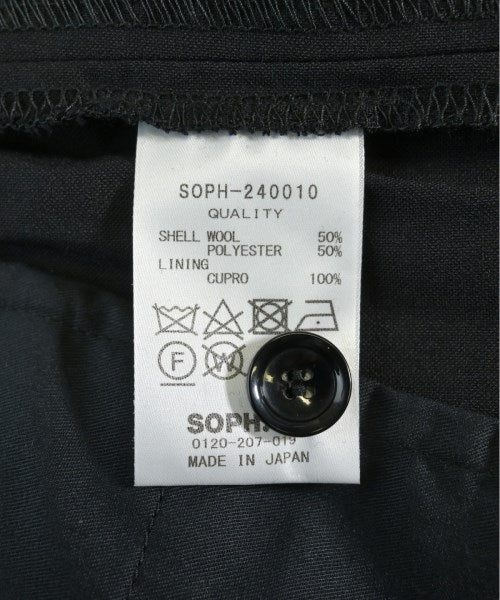 SOPH-240010
QUALITY
SHELL WOOL 50%
POLYESTER 50%
LINING
CUPRO 100%
F W
SOPH.
0120-207-019
MADE IN JAPAN